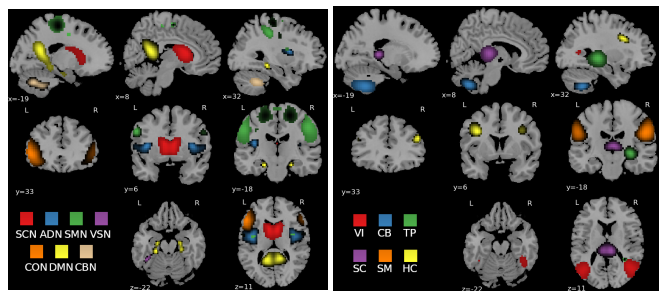 x=-19 x=8 x=32
L R L R
y=33 y=6 y=-18
L R
SCN ADN SMN VSN
CON DMN CBN
z=-22 z=11
x=-19 x=8 x=32
L R L R
y=33 y=6 y=-18
L R
VI CB TP
SC SM HC
z=-22 z=11